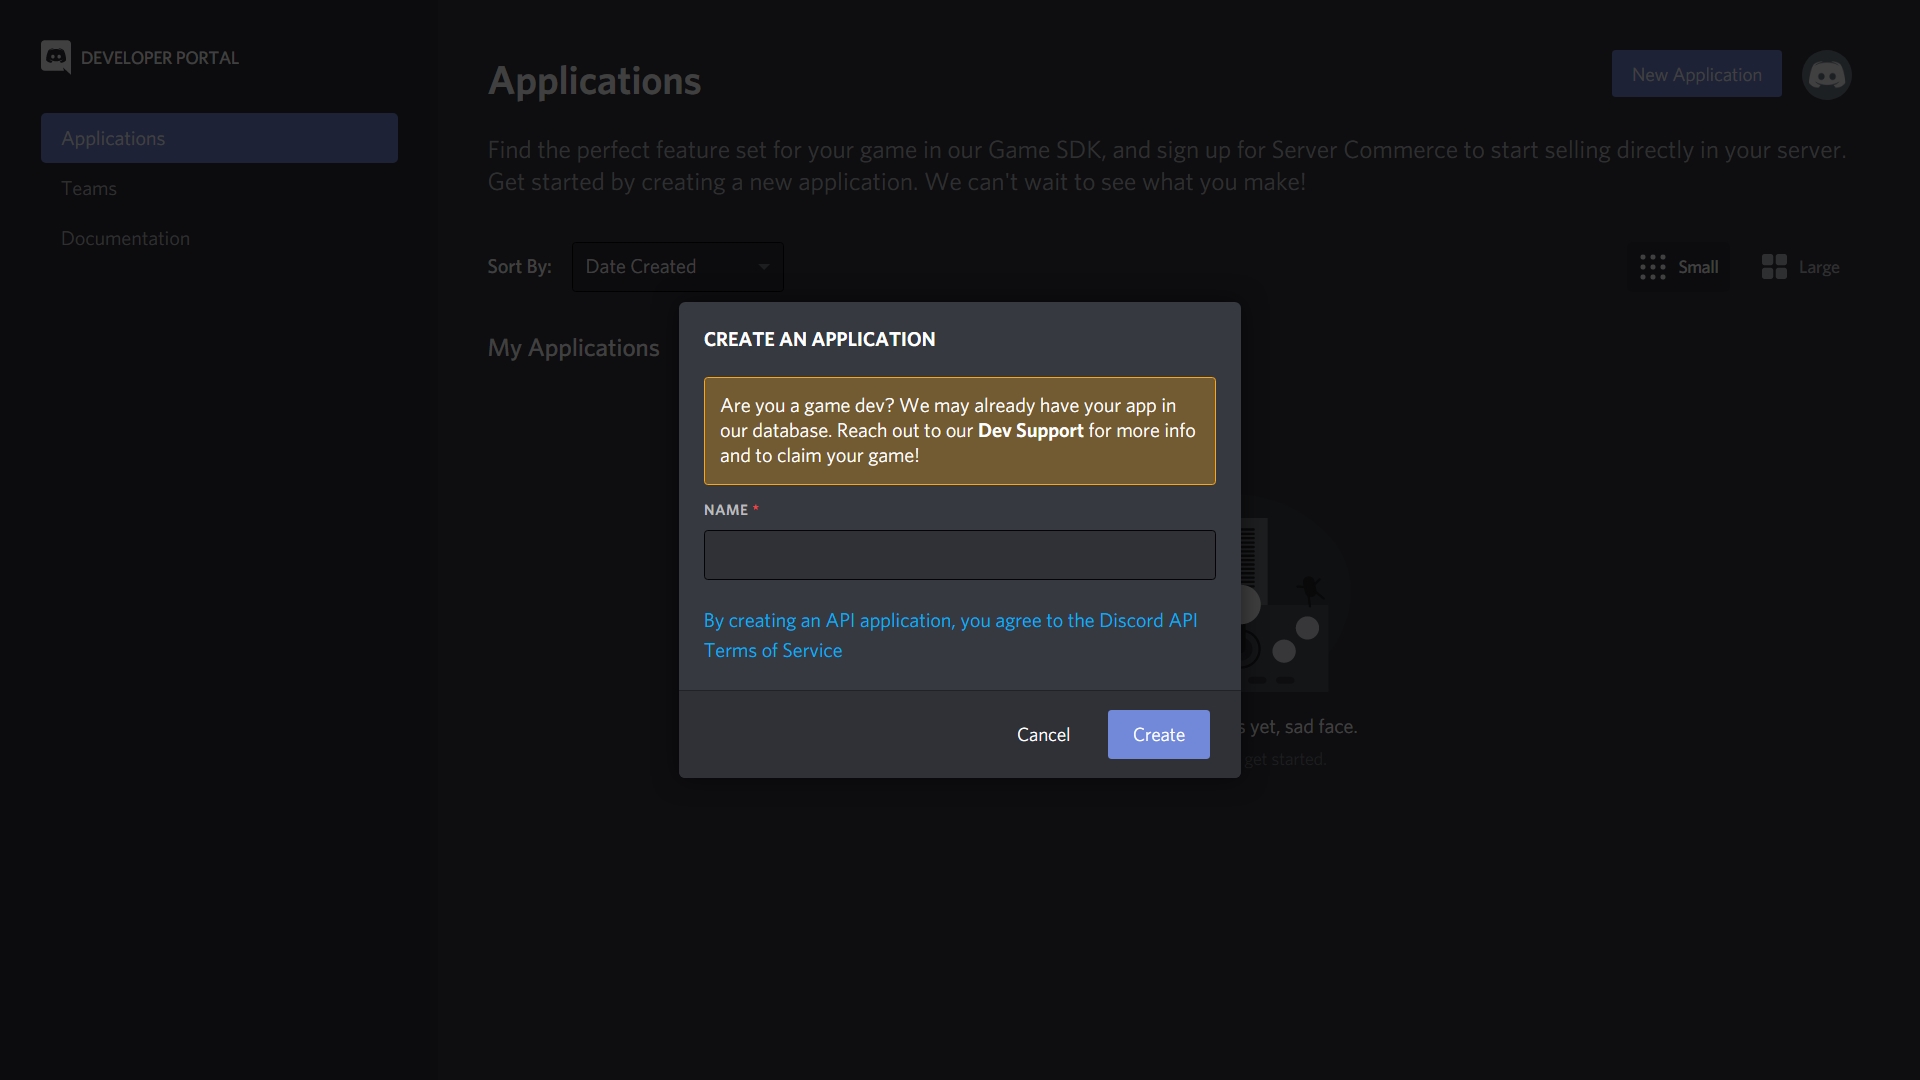 DEVELOPER PORTAL
Applications
Teams
Documentation
Applications
New Application
Find the perfect feature set for your game in our Game SDK, and sign up for Server Commerce to start selling directly in your server.
Get started by creating a new application. We can't wait to see what you make!
Sort By:
Date Created
Small
Large
My Applications
CREATE AN APPLICATION
Are you a game dev? We may already have your app in
our database. Reach out to our Dev Support for more info
and to claim your game!
NAME *
By creating an API application, you agree to the Discord API
Terms of Service
Cancel
Create
yet, sad face.
get started.